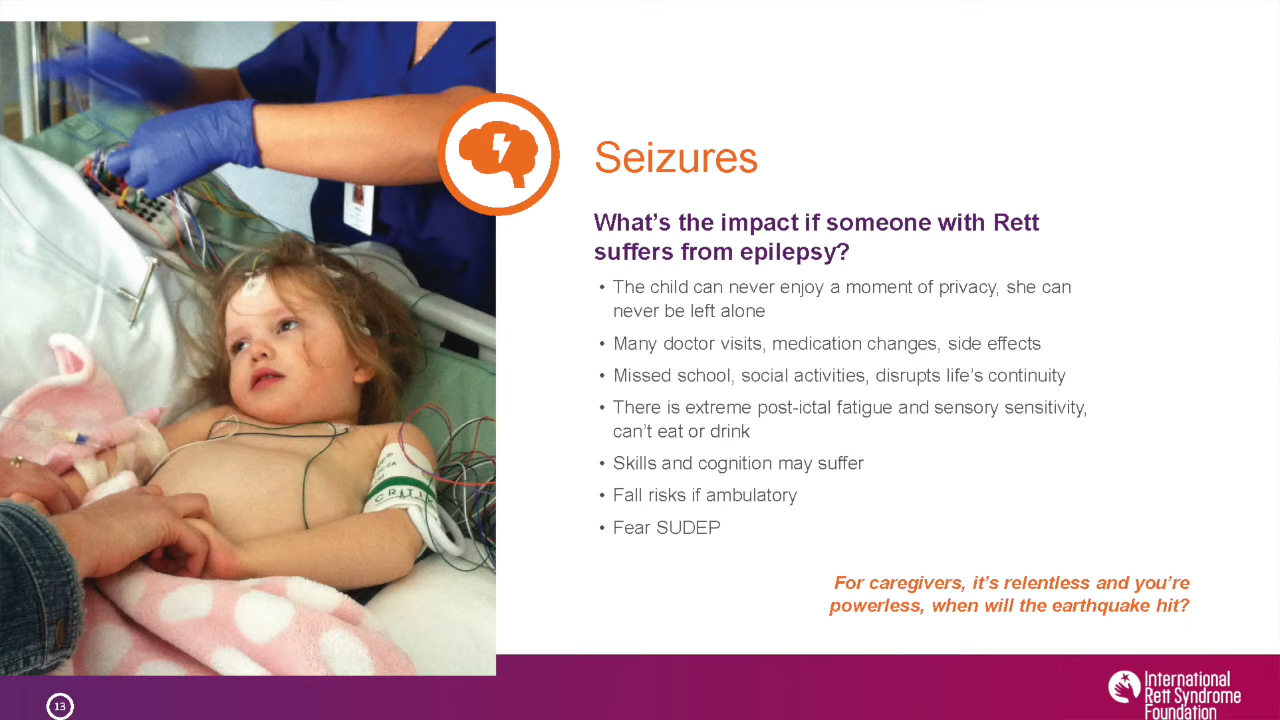 Seizures
What's the impact if someone with Rett
suffers from epilepsy?
• The child can never enjoy a moment of privacy, she can
never be left alone
• Many doctor visits, medication changes, side effects
• Missed school, social activities, disrupts life's continuity
• There is extreme post-ictal fatigue and sensory sensitivity,
can't eat or drink
• Skills and cognition may suffer
• Fall risks if ambulatory
• Fear SUDEP
For caregivers, it's relentless and you're
powerless, when will the earthquake hit?
CRITI
13
International
Rett Syndrome
Foundation